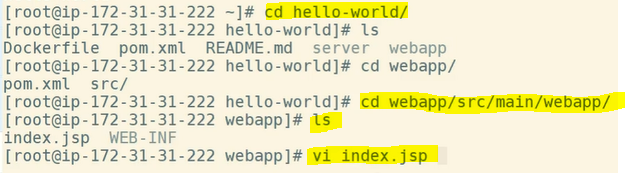 [root@ip-172-31-31-222 ~]# cd hello-world/
[root@ip-172-31-31-222 hello-world]# ls
Dockerfile  pom.xml  README.md  server  webapp
[root@ip-172-31-31-222 hello-world]# cd webapp/
pom.xml  src/
[root@ip-172-31-31-222 hello-world]# cd webapp/src/main/webapp/
[root@ip-172-31-31-222 webapp]# ls
index.jsp  WEB-INF
[root@ip-172-31-31-222 webapp]# vi index.jsp